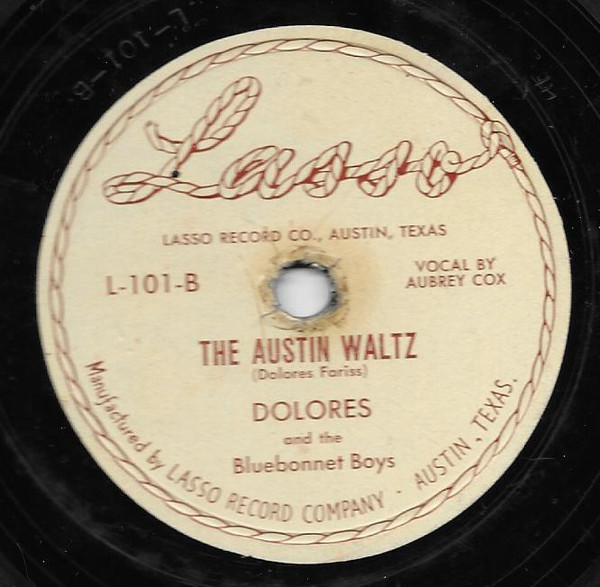 Lasso
LASSO RECORD CO., AUSTIN, TEXAS
L-101-B
VOCAL BY
AUBREY COX
THE AUSTIN WALTZ
(Dolores Fariss)
DOLORES
and the
Bluebonnet Boys
Manufactured by LASSO RECORD COMPANY · AUSTIN, TEXAS.